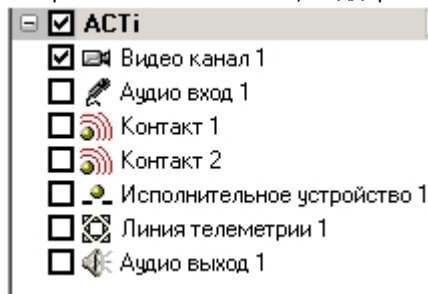 ACTi
Видео канал 1
Аудио вход 1
Контакт 1
Контакт 2
Исполнительное устройство 1
Линия телеметрии 1
Аудио выход 1